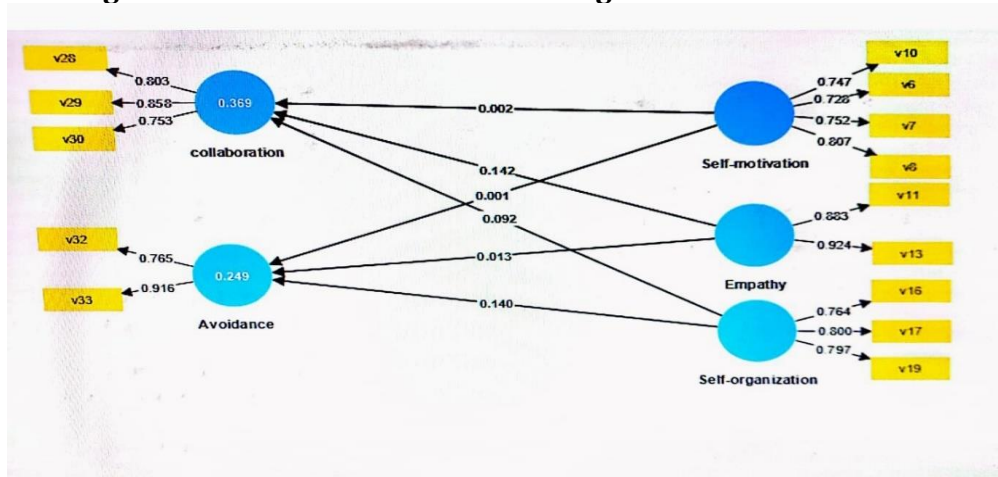 v28
0.803
v29
0.858
v30
0.753
0.369
collaboration
v32
0.765
v33
0.916
0.249
Avoidance
0.002
0.142
0.001
0.092
0.013
0.140
Self-motivation
0.747
v10
0.728
v6
0.752
v7
0.807
v8
Empathy
0.883
v11
0.924
v13
Self-organization
0.764
v16
0.800
v17
0.797
v19